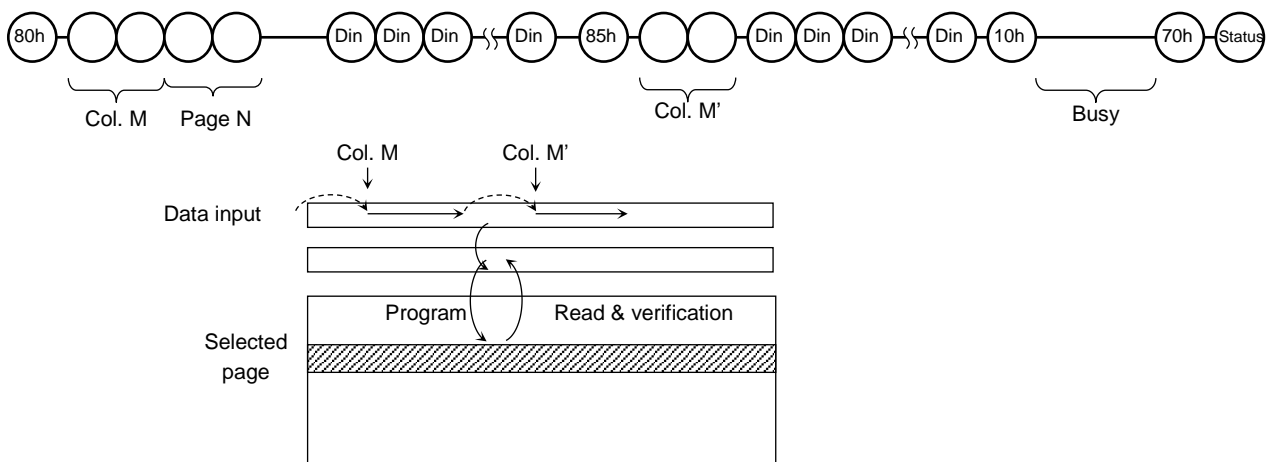 80h Din Din Din Din 85h Din Din Din Din 10h 70h Status
Col. M Page N Col. M’ Busy
Col. M Col. M’
Data input
Program Read & verification
Selected
page